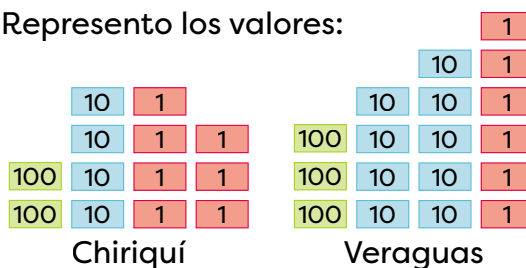 Represento los valores:
1
10 1
10 1 10 10 1
10 1 1 100 10 10 1
100 10 1 1 100 10 10 1
100 10 1 1 100 10 10 1
Chiriquí Veraguas